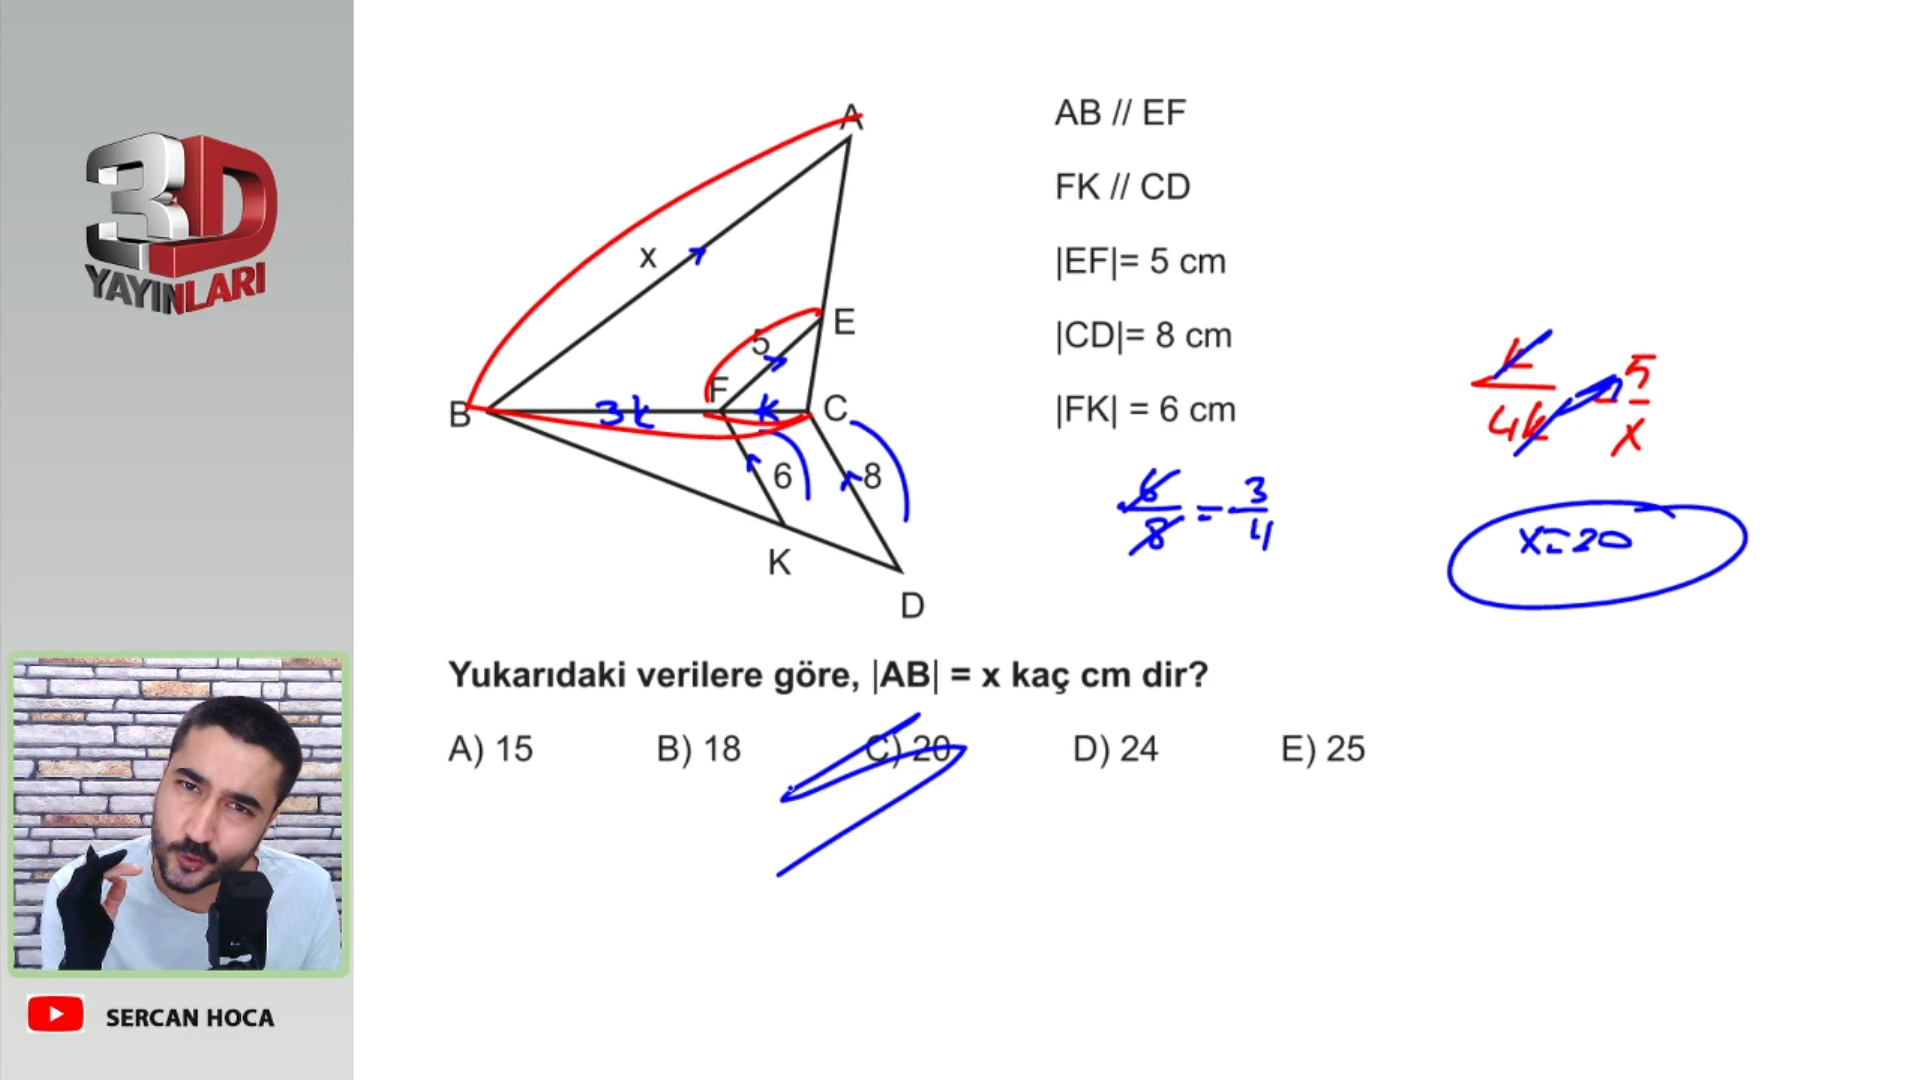 3D
YAYINLARI
A
x
5
E
B
F
C
3k
k
6
8
K
D
AB // EF
FK // CD
|EF|= 5 cm
|CD|= 8 cm
|FK| = 6 cm
6/8 = 3/4
k/4k = 5/x
x=20
Yukarıdaki verilere göre, |AB| = x kaç cm dir?
A) 15 B) 18 C) 20 D) 24 E) 25
SERCAN HOCA